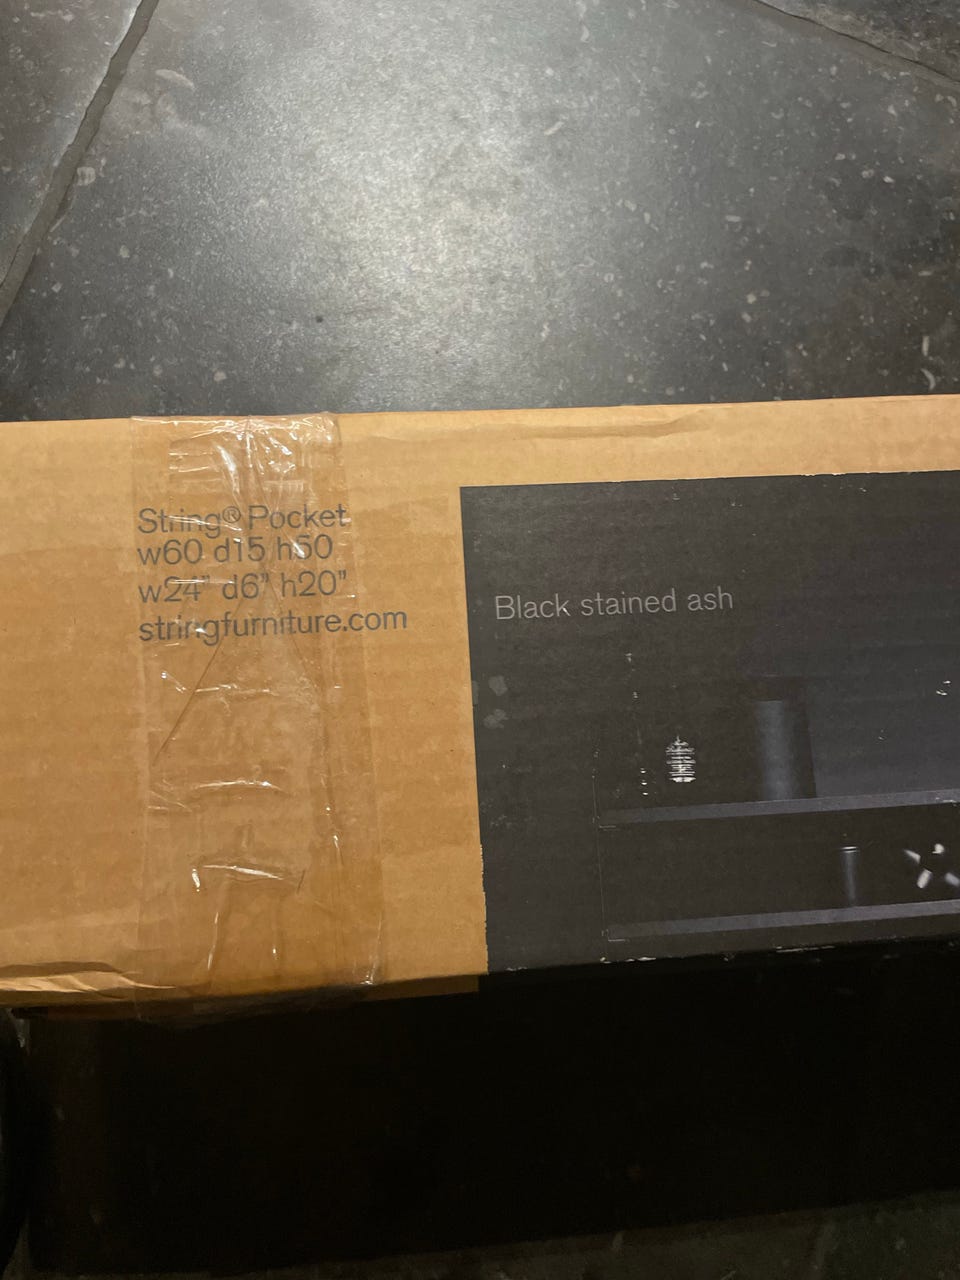 String® Pocket
w60 d15 h50
w24” d6” h20”
stringfurniture.com
Black stained ash